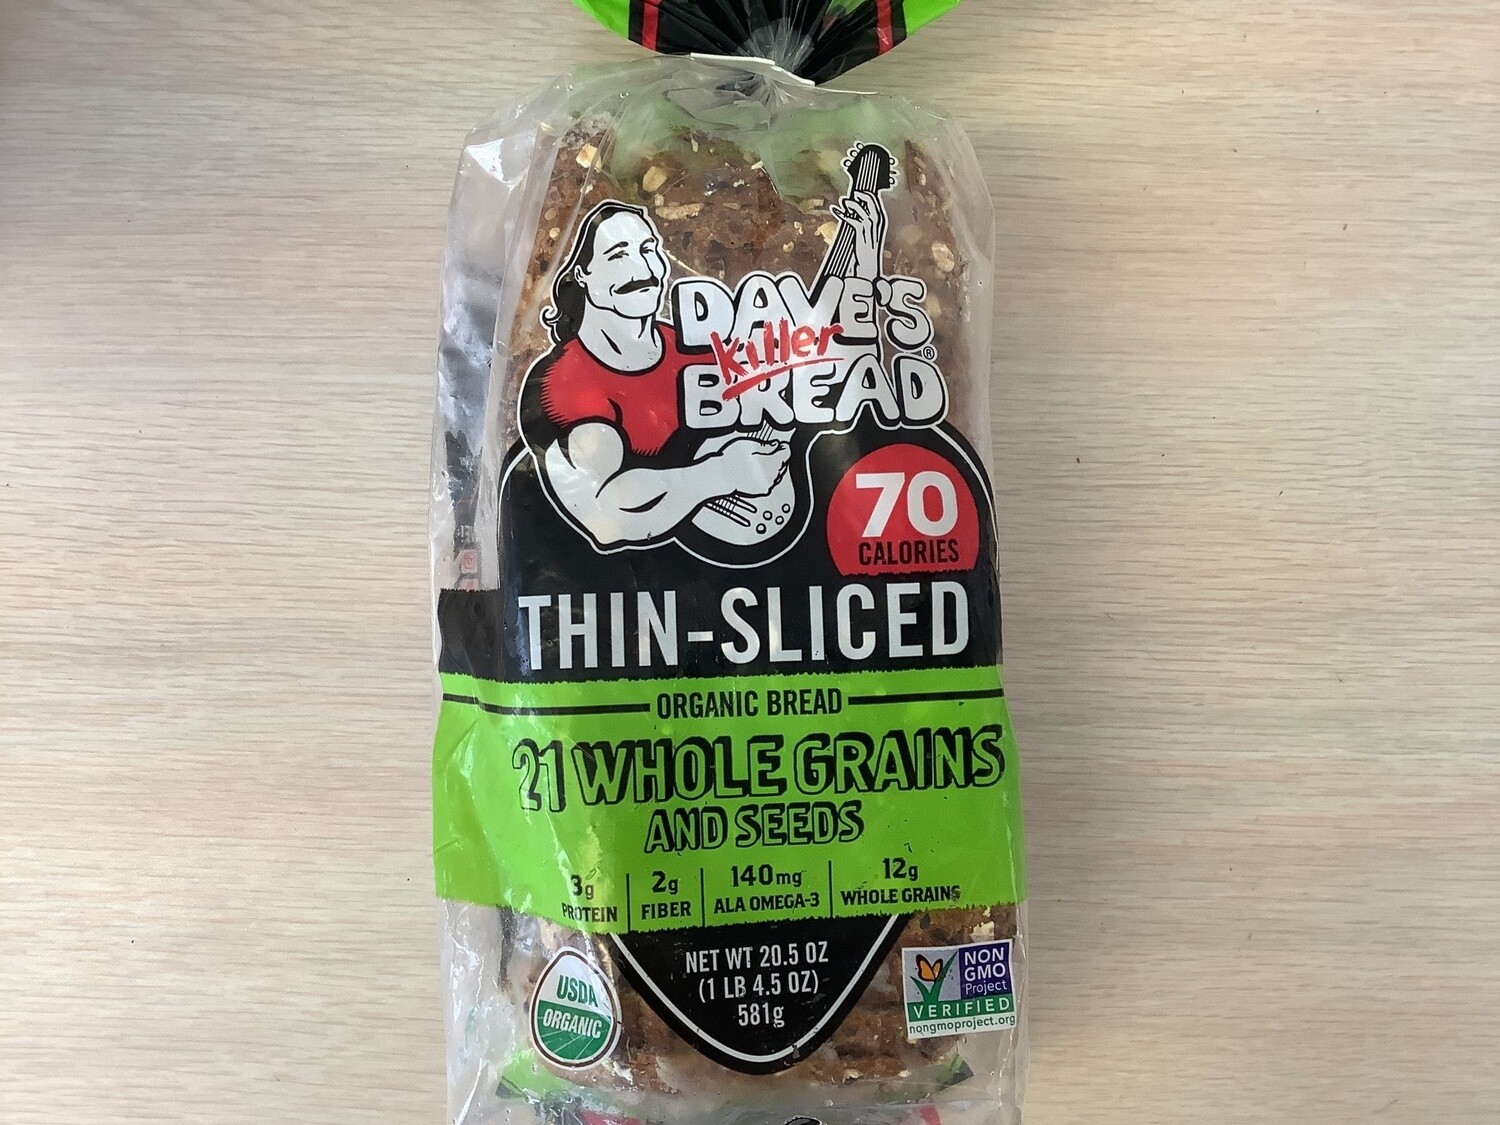 DAVE'S
Killer
BREAD®
70
CALORIES
THIN-SLICED
ORGANIC BREAD
21 WHOLE GRAINS
AND SEEDS
3g PROTEIN
2g FIBER
140mg ALA OMEGA-3
12g WHOLE GRAINS
NET WT 20.5 OZ
(1 LB 4.5 OZ)
581g
USDA
ORGANIC
NON
GMO
Project
VERIFIED
nongmoproject.org